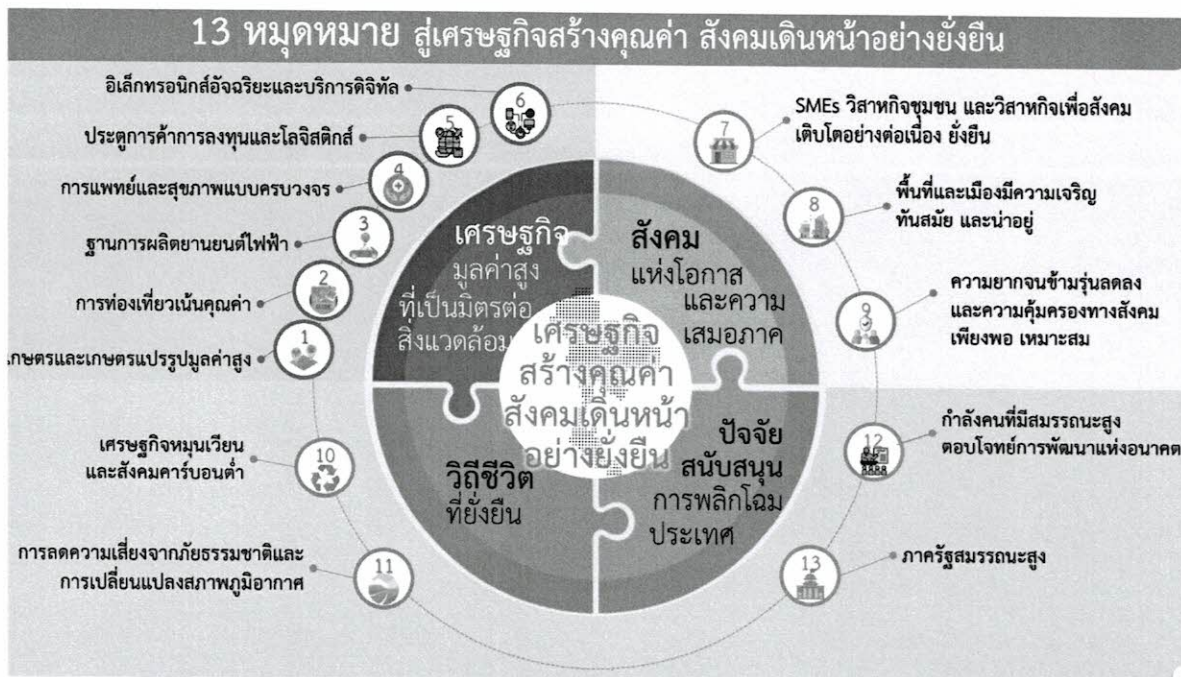 13 หมุดหมาย สู่เศรษฐกิจสร้างคุณค่า สังคมเดินหน้าอย่างยั่งยืน
อิเล็กทรอนิกส์อัจฉริยะและบริการดิจิทัล
6
ประตูการค้าการลงทุนและโลจิสติกส์
5
การแพทย์และสุขภาพแบบครบวงจร
4
ฐานการผลิตยานยนต์ไฟฟ้า
3
การท่องเที่ยวเน้นคุณค่า
2
เกษตรและเกษตรแปรรูปมูลค่าสูง
1
7
SMEs วิสาหกิจชุมชน และวิสาหกิจเพื่อสังคม
เติบโตอย่างต่อเนื่อง ยั่งยืน
8
พื้นที่และเมืองมีความเจริญ
ทันสมัย และน่าอยู่
9
ความยากจนข้ามรุ่นลดลง
และความคุ้มครองทางสังคม
เพียงพอ เหมาะสม
เศรษฐกิจ
มูลค่าสูง
ที่เป็นมิตรต่อ
สิ่งแวดล้อม
สังคม
แห่งโอกาส
และความ
เสมอภาค
เศรษฐกิจ
สร้างคุณค่า
สังคมเดินหน้า
อย่างยั่งยืน
วิถีชีวิต
ที่ยั่งยืน
ปัจจัย
สนับสนุน
การพลิกโฉม
ประเทศ
เศรษฐกิจหมุนเวียน
และสังคมคาร์บอนต่ำ
10
การลดความเสี่ยงจากภัยธรรมชาติและ
การเปลี่ยนแปลงสภาพภูมิอากาศ
11
12
กำลังคนที่มีสมรรถนะสูง
ตอบโจทย์การพัฒนาแห่งอนาคต
13
ภาครัฐสมรรถนะสูง